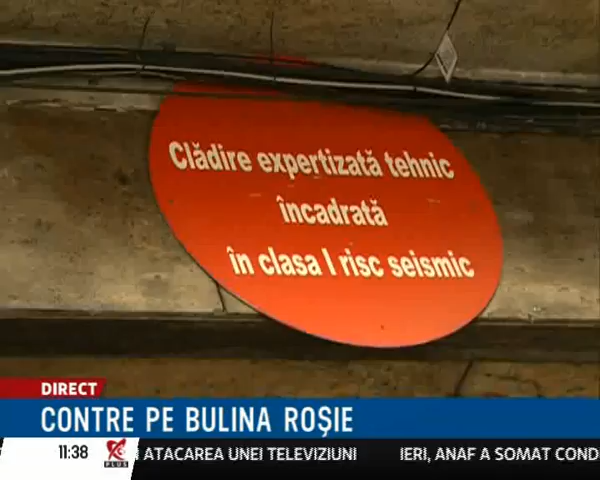 Clădire expertizată tehnic
încadrată
în clasa I risc seismic
DIRECT
CONTRE PE BULINA ROŞIE
11:38
PLUS
ATACAREA UNEI TELEVIZIUNI IERI, ANAF A SOMAT COND